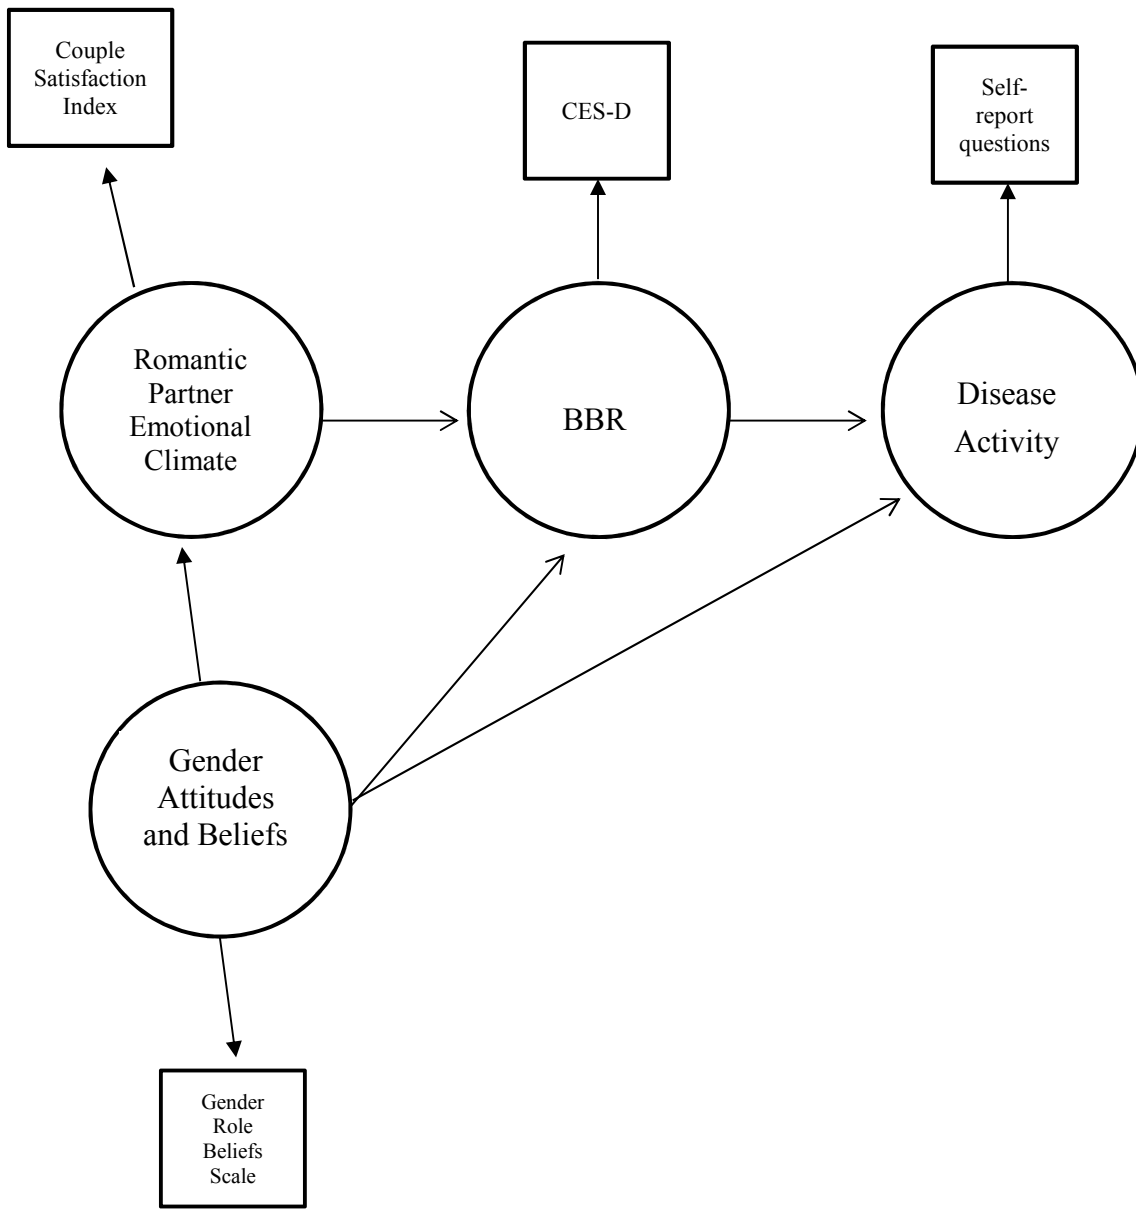 Couple
Satisfaction
Index
CES-D
Self-
report
questions
Romantic
Partner
Emotional
Climate
BBR
Disease
Activity
Gender
Attitudes
and Beliefs
Gender
Role
Beliefs
Scale